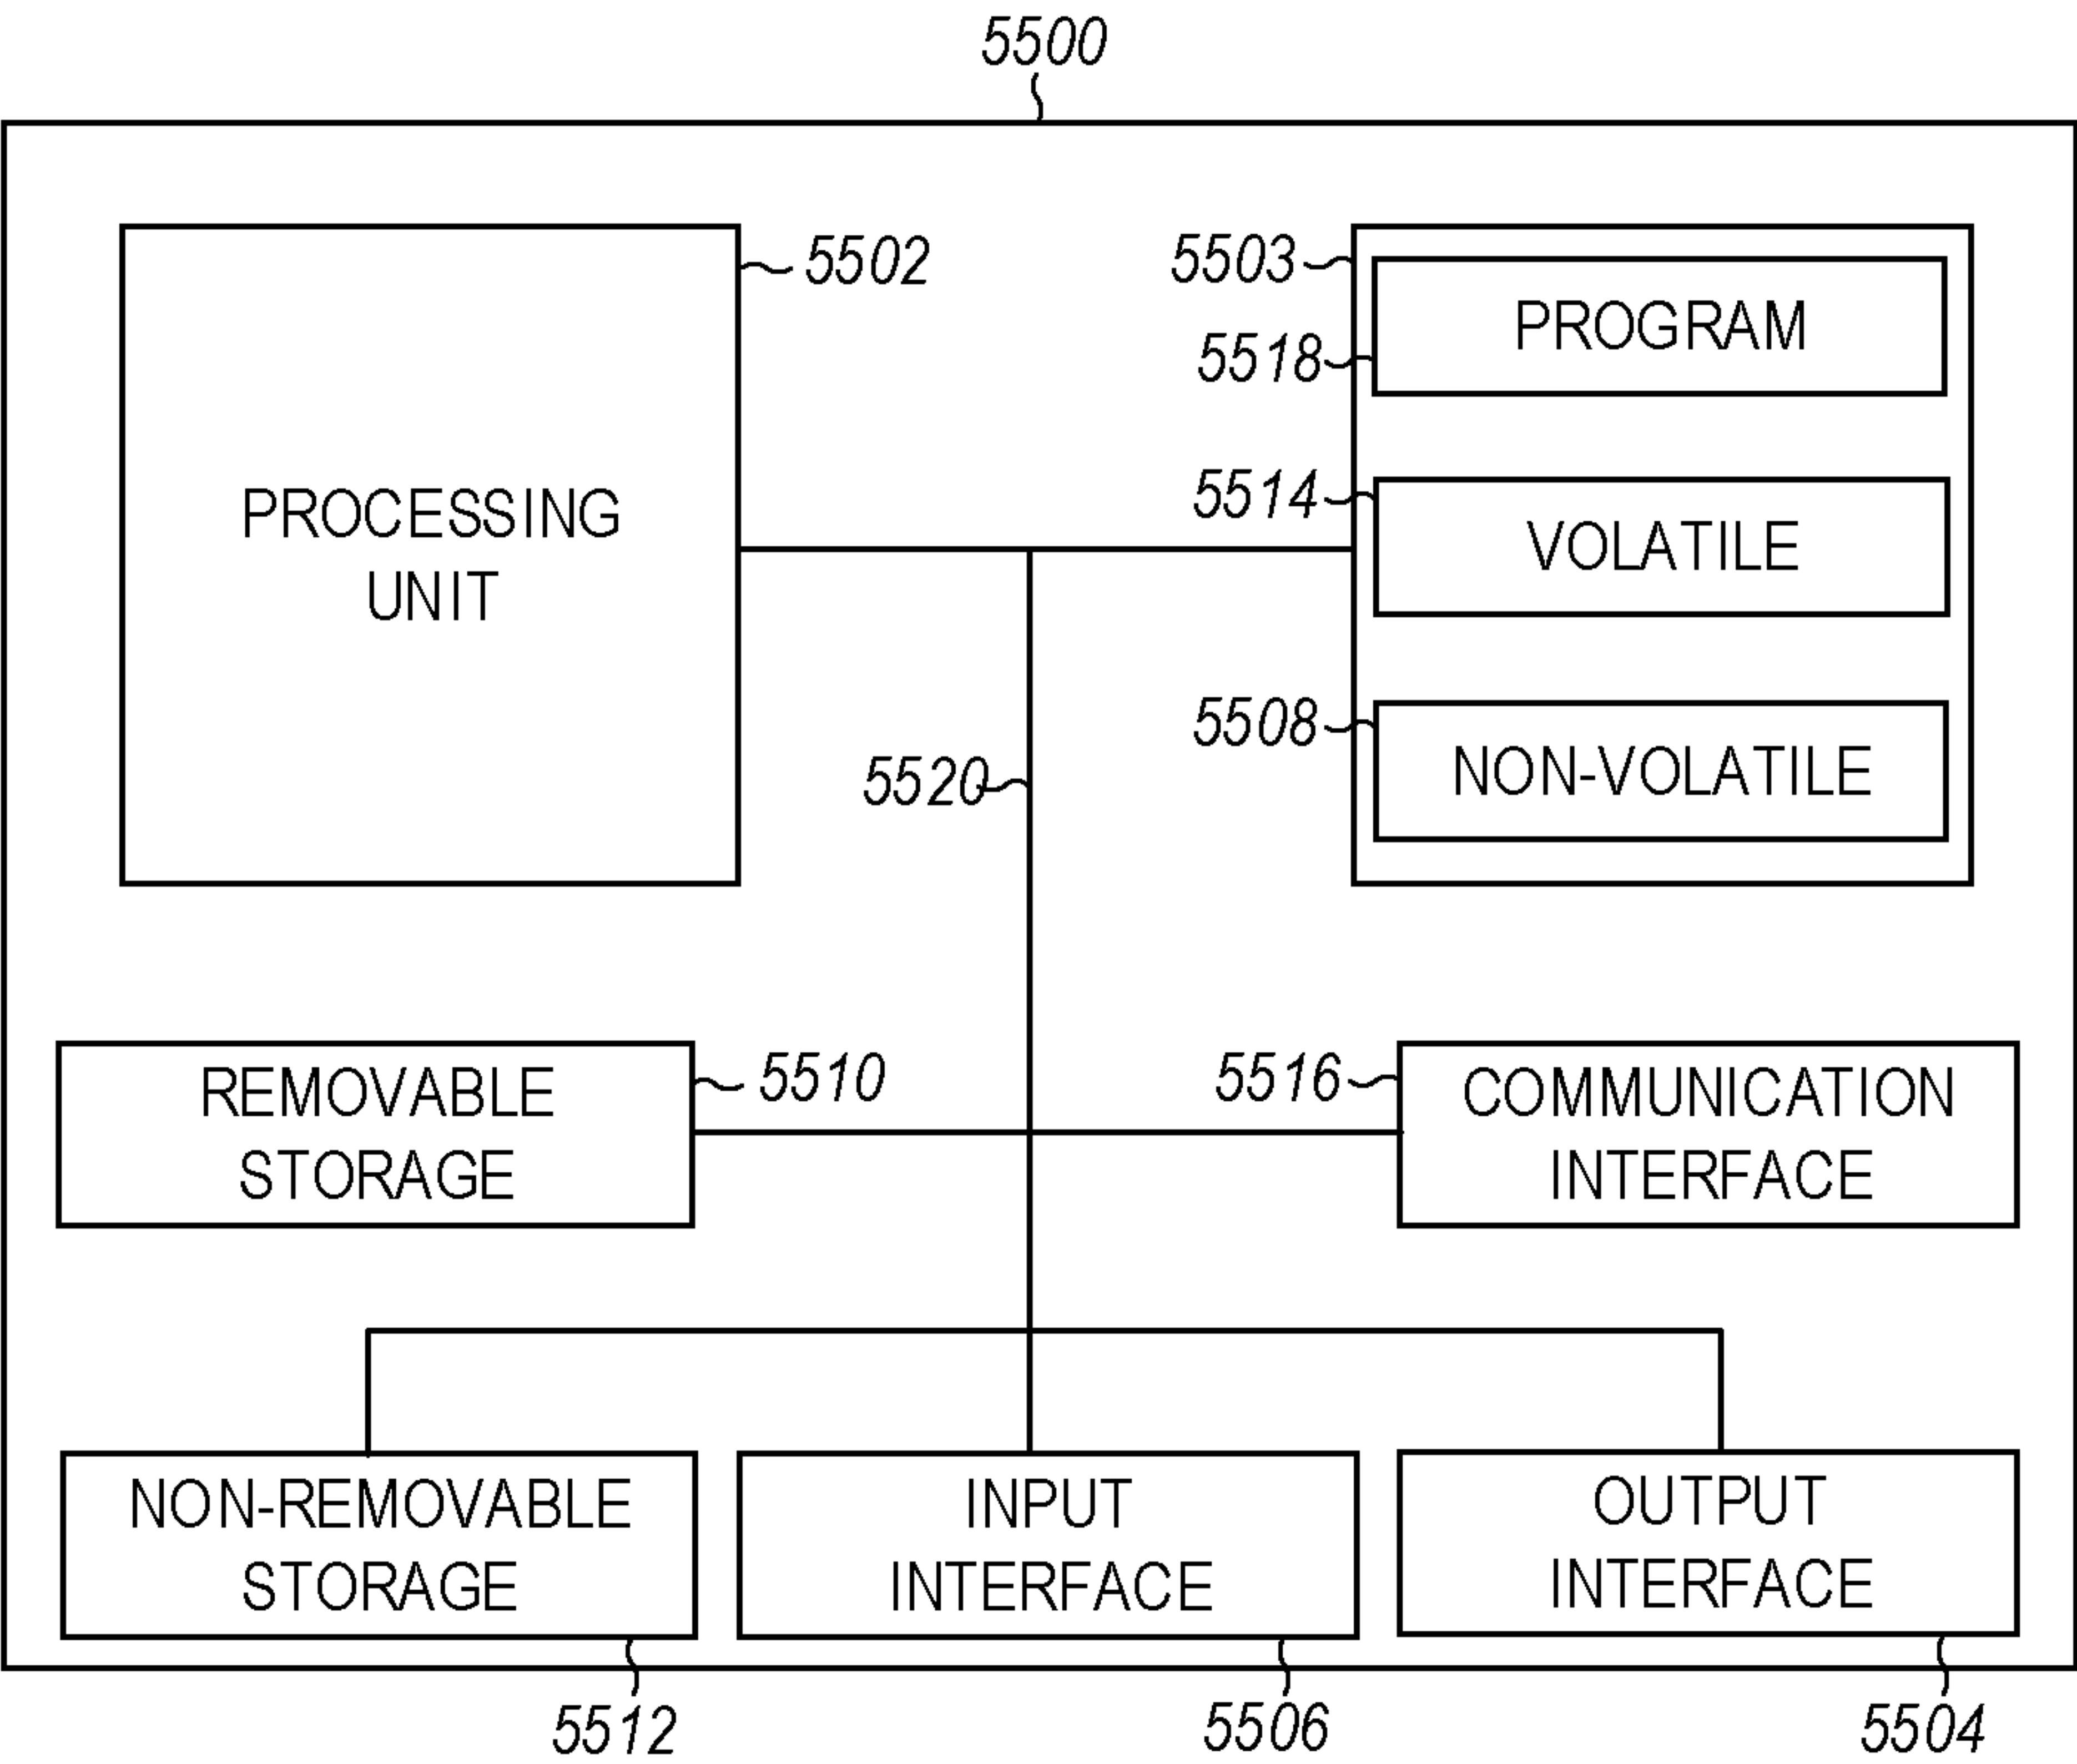 5500
5502
5503
PROGRAM
5518
5514
VOLATILE
PROCESSING
UNIT
5508
NON-VOLATILE
5520
REMOVABLE
STORAGE
5510
5516
COMMUNICATION
INTERFACE
NON-REMOVABLE
STORAGE
INPUT
INTERFACE
OUTPUT
INTERFACE
5512
5506
5504